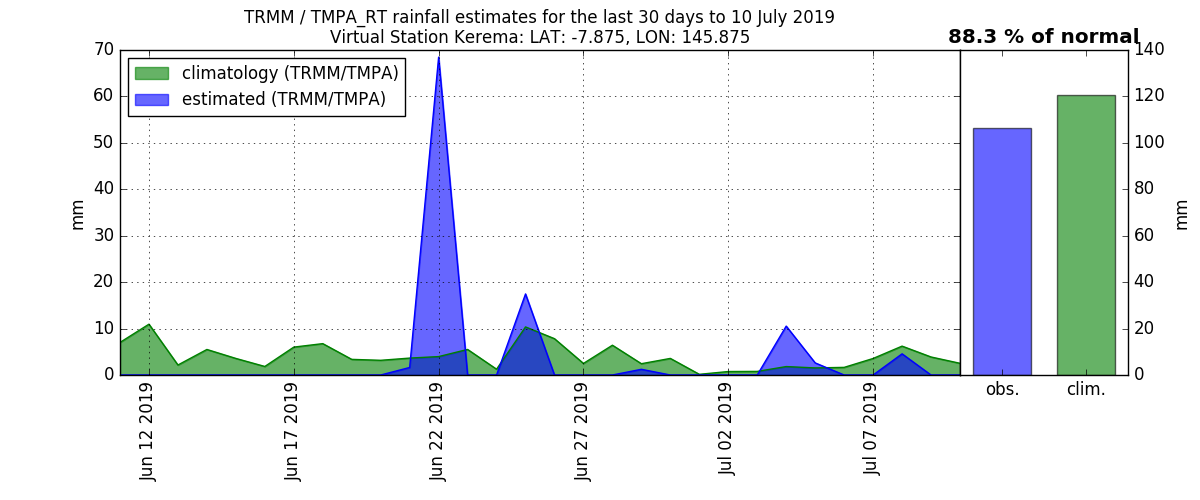 TRMM / TMPA_RT rainfall estimates for the last 30 days to 10 July 2019
Virtual Station Kerema: LAT: -7.875, LON: 145.875
88.3 % of normal
climatology (TRMM/TMPA)
estimated (TRMM/TMPA)
70
60
50
40
30
20
10
0
mm
Jun 12 2019
Jun 17 2019
Jun 22 2019
Jun 27 2019
Jul 02 2019
Jul 07 2019
140
120
100
80
60
40
20
0
mm
obs.
clim.